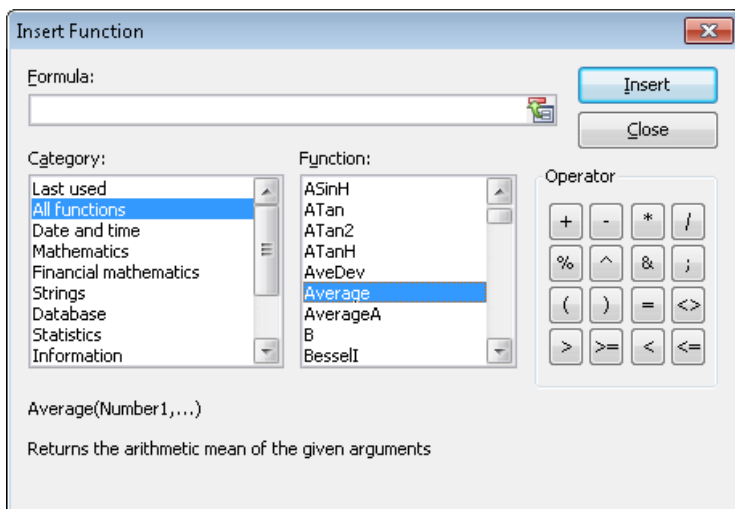 Insert Function
Formula:
Insert
Close
Category:
Last used
All functions
Date and time
Mathematics
Financial mathematics
Strings
Database
Statistics
Information
Function:
ASinH
ATan
ATan2
ATanH
AveDev
Average
AverageA
B
BesselI
Operator
+ - * /
% ^ & ;
( ) = <>
> >= < <=
Average(Number1,...)
Returns the arithmetic mean of the given arguments